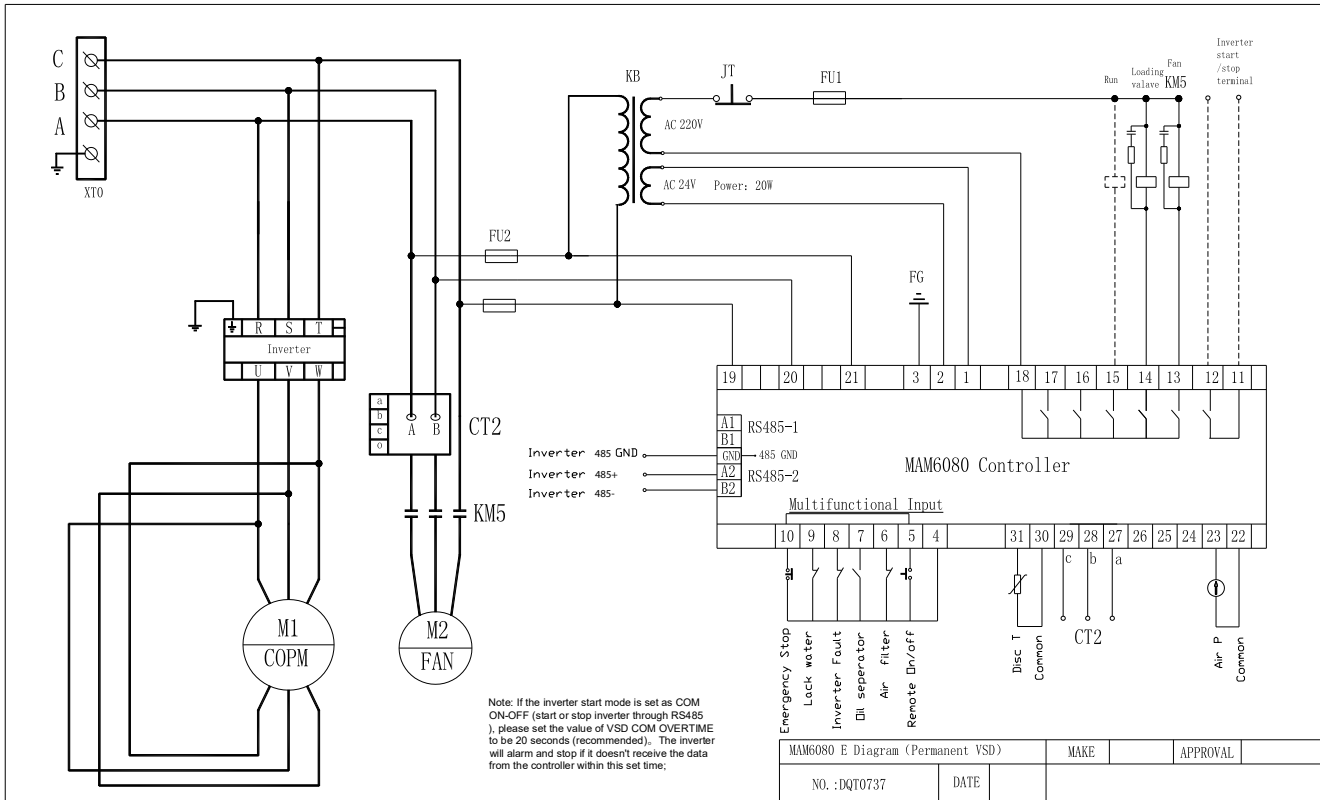 C
B
A
XT0
KB
JT
FU1
Run
Loading
valave
Fan
KM5
Inverter
start
/stop
terminal
AC 220V
AC 24V Power: 20W
FU2
FG
R S T
Inverter
U V W
19 20 21 3 2 1 18 17 16 15 14 13 12 11
a
b
c
o
A B
CT2
A1
B1
GND
A2
B2
RS485-1
485 GND
RS485-2
Inverter 485 GND
Inverter 485+
Inverter 485-
MAM6080 Controller
Multifunctional Input
KM5
10 9 8 7 6 5 4 31 30 29 28 27 26 25 24 23 22
c b a
CT2
Emergency Stop
Lack water
Inverter Fault
Oil seperator
Air filter
Remote On/off
Disc T
Common
Air P
Common
M1
COPM
M2
FAN
Note: If the inverter start mode is set as COM
ON-OFF (start or stop inverter through RS485
), please set the value of VSD COM OVERTIME
to be 20 seconds (recommended)。 The inverter
will alarm and stop if it doesn't receive the data
from the controller within this set time;
MAM6080 E Diagram(Permanent VSD) MAKE APPROVAL
NO.:DQT0737 DATE